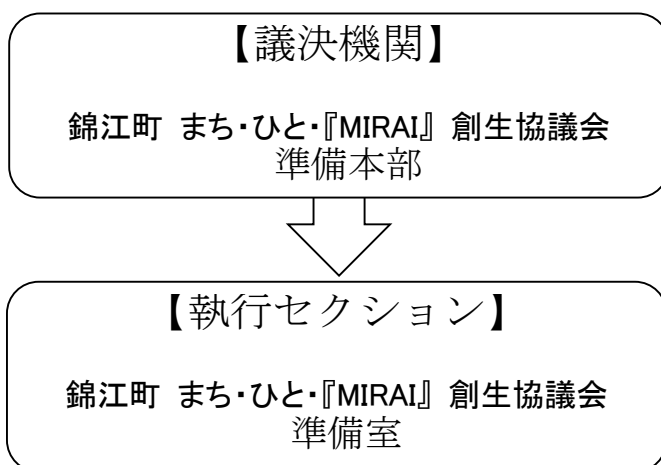 【議決機関】
錦江町 まち・ひと・『MIRAI』 創生協議会
準備本部
【執行セクション】
錦江町 まち・ひと・『MIRAI』 創生協議会
準備室